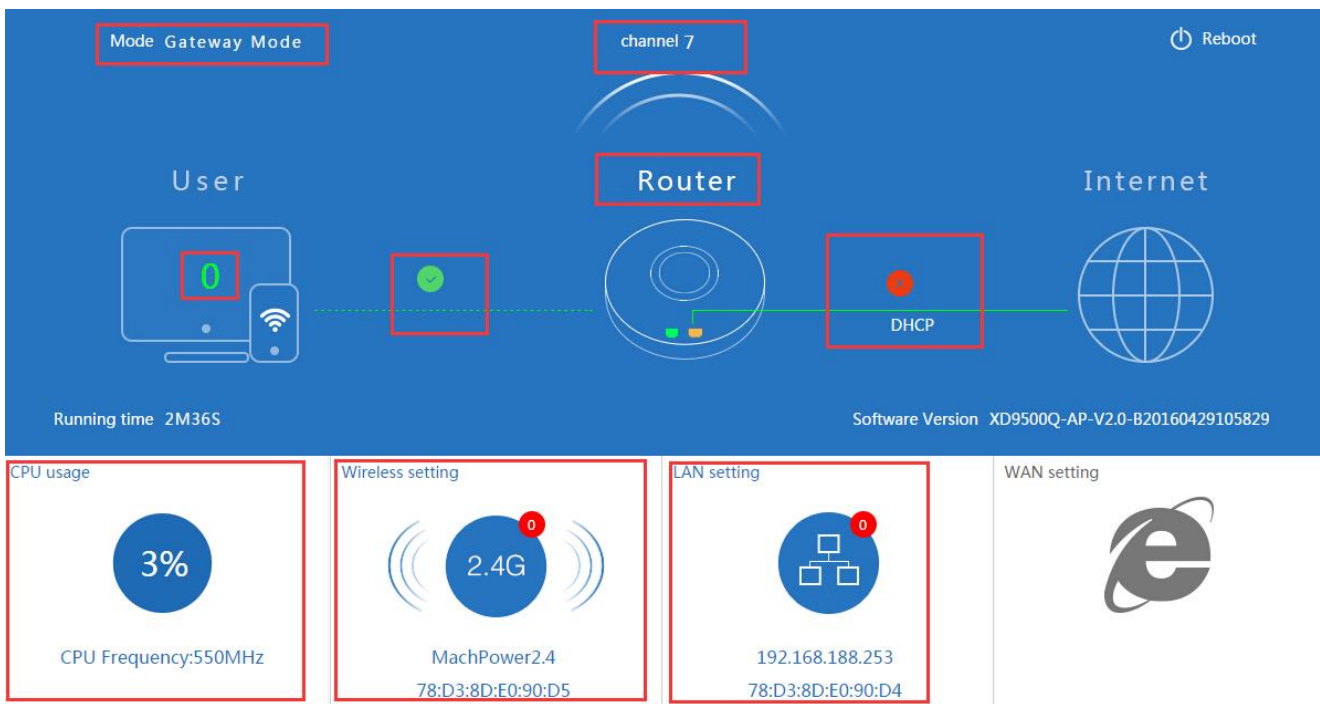 Mode Gateway Mode
channel 7
Reboot
User
Router
Internet
0
DHCP
Running time 2M36S
Software Version XD9500Q-AP-V2.0-B20160429105829
CPU usage
3%
CPU Frequency:550MHz
Wireless setting
0
2.4G
MachPower2.4
78:D3:8D:E0:90:D5
LAN setting
0
192.168.188.253
78:D3:8D:E0:90:D4
WAN setting